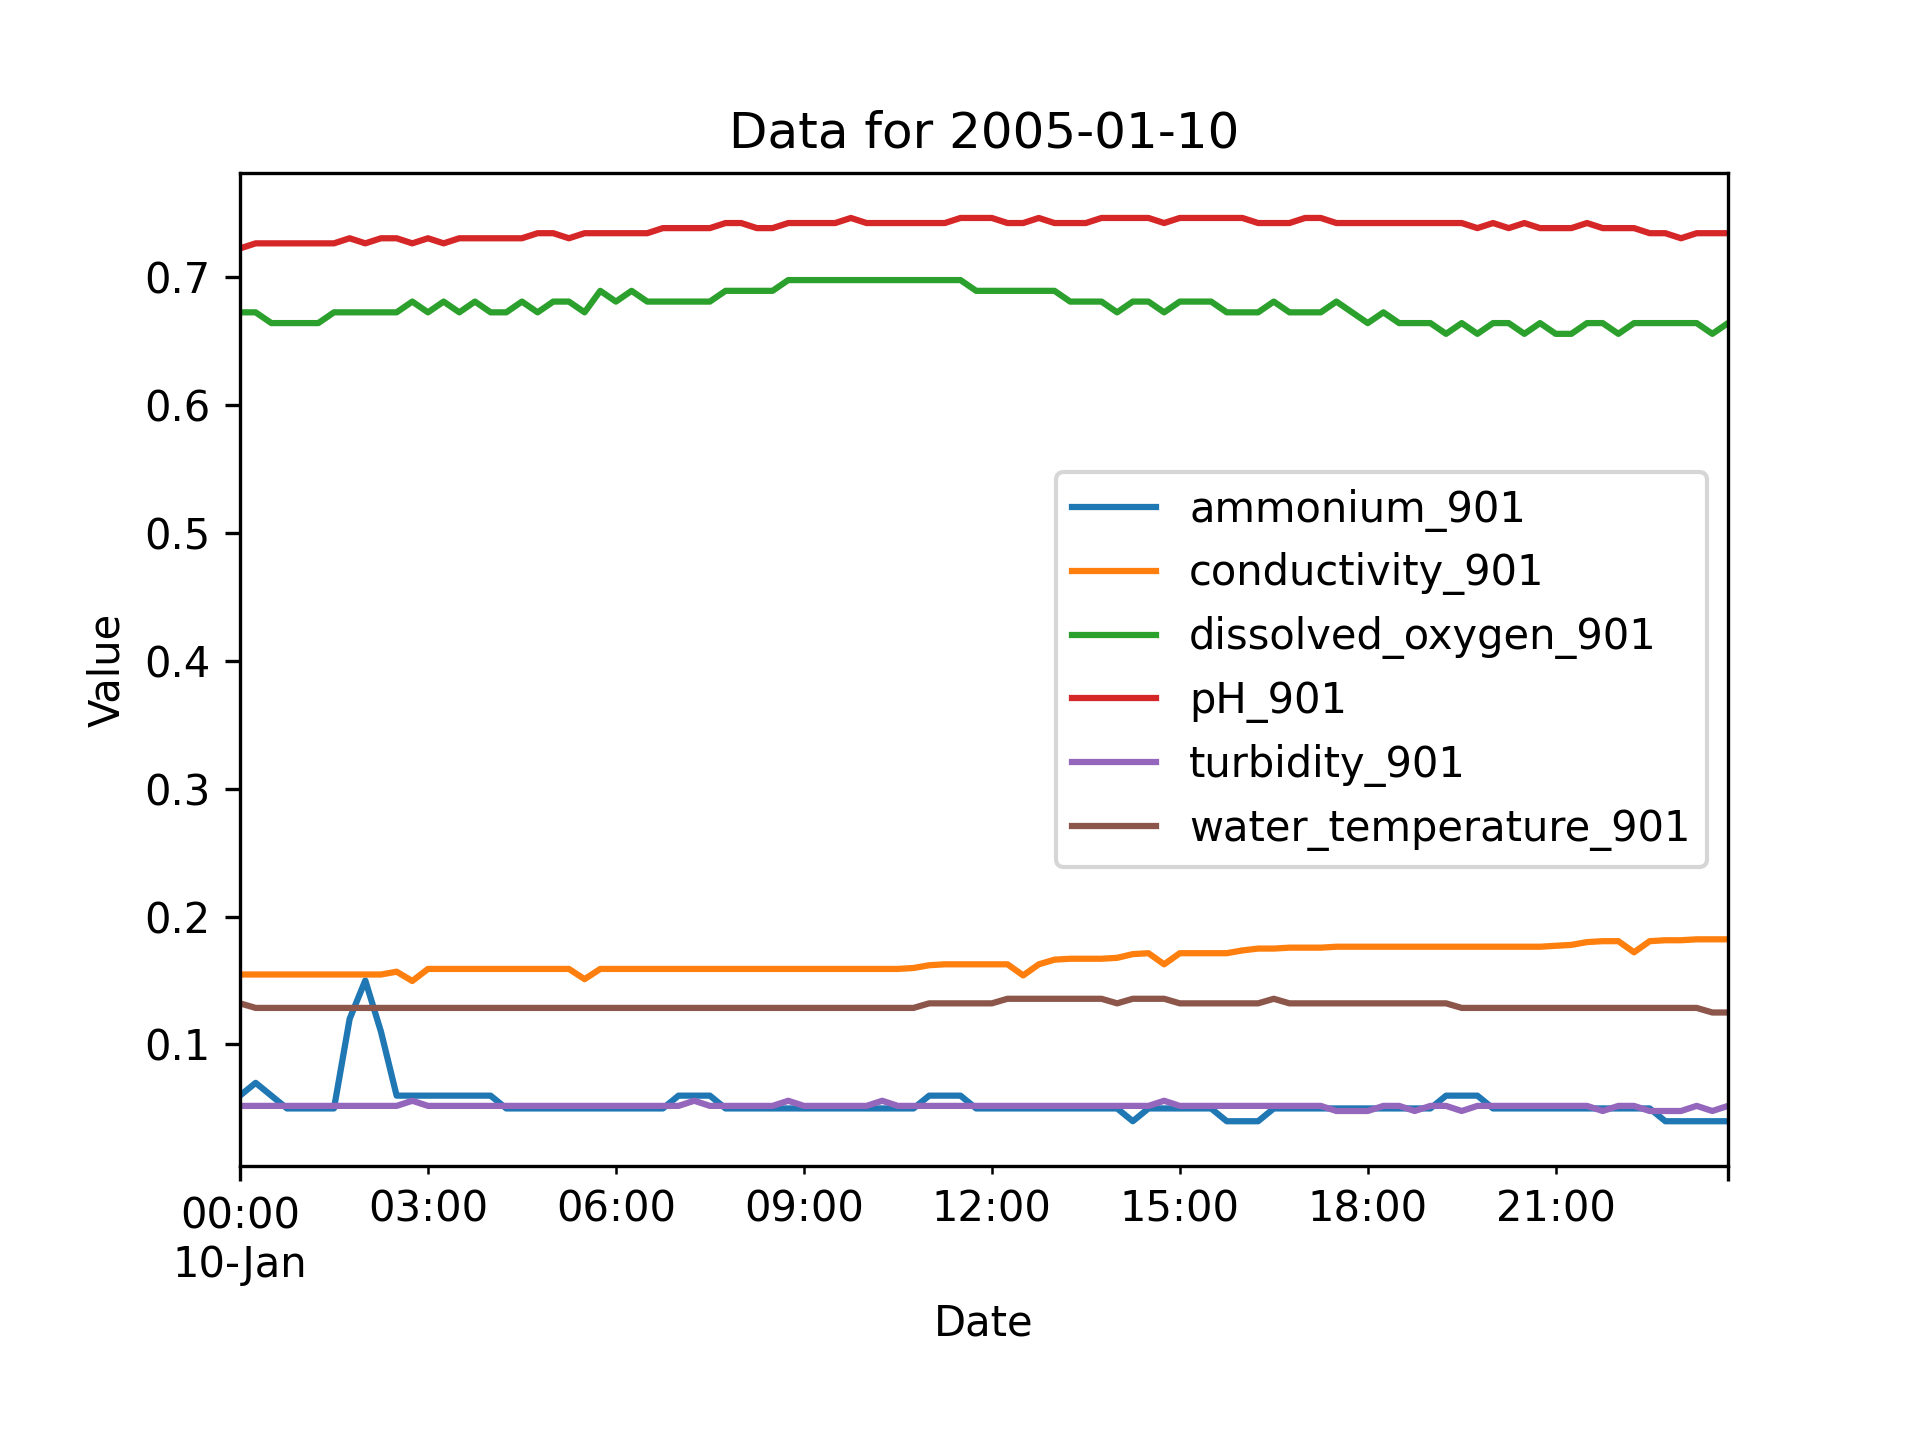 Data for 2005-01-10
Value
0.7
0.6
0.5
0.4
0.3
0.2
0.1
ammonium_901
conductivity_901
dissolved_oxygen_901
pH_901
turbidity_901
water_temperature_901
00:00 03:00 06:00 09:00 12:00 15:00 18:00 21:00
10-Jan
Date